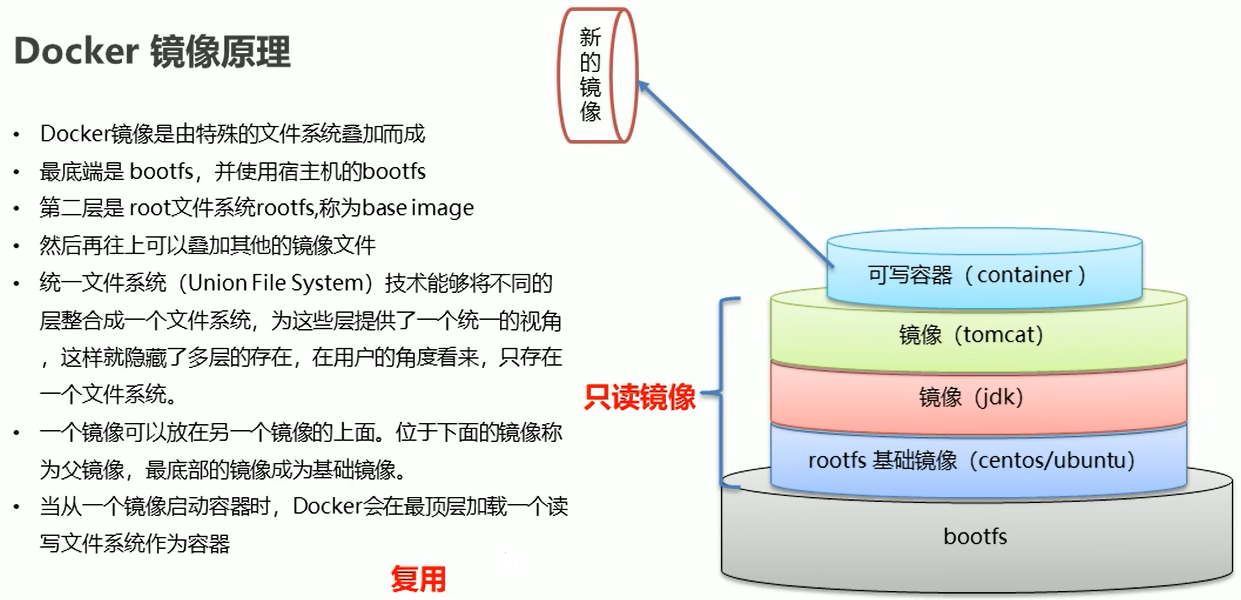 Docker 镜像原理
• Docker镜像是由特殊的文件系统叠加而成
• 最底端是 bootfs，并使用宿主机的bootfs
• 第二层是 root文件系统rootfs,称为base image
• 然后再往上可以叠加其他的镜像文件
• 统一文件系统（Union File System）技术能够将不同的
层整合成一个文件系统，为这些层提供了一个统一的视角
，这样就隐藏了多层的存在，在用户的角度看来，只存在
一个文件系统。
• 一个镜像可以放在另一个镜像的上面。位于下面的镜像称
为父镜像，最底部的镜像成为基础镜像。
• 当从一个镜像启动容器时，Docker会在最顶层加载一个读
写文件系统作为容器
复用
新
的
镜
像
可写容器（container）
镜像（tomcat）
镜像（jdk）
只读镜像
rootfs 基础镜像（centos/ubuntu）
bootfs